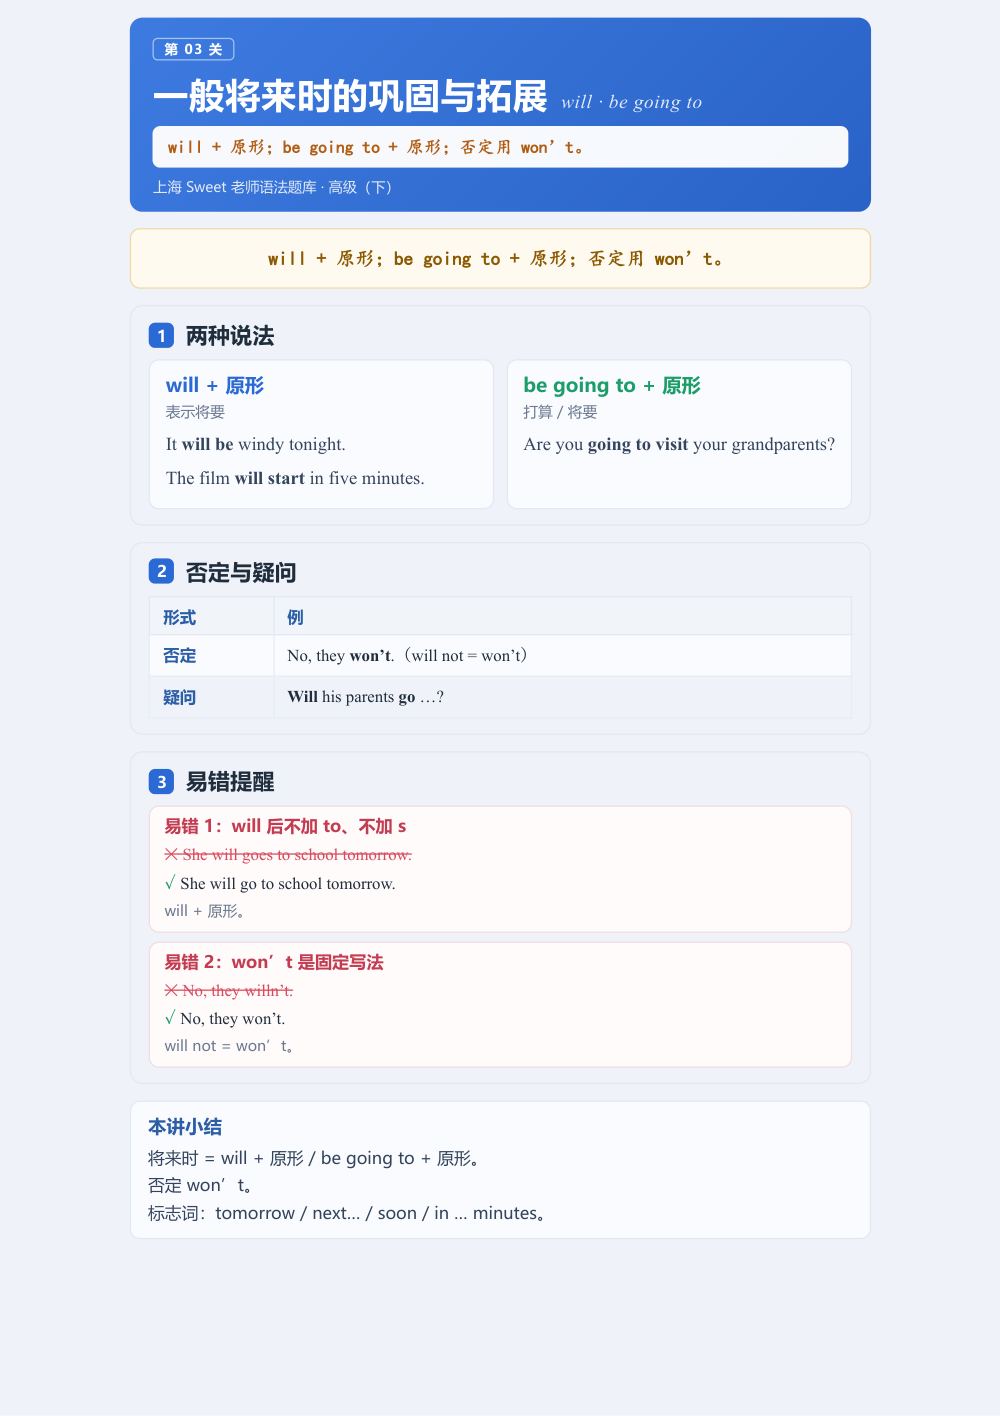 第 03 关
一般将来时的巩固与拓展 will · be going to
will + 原形；be going to + 原形；否定用 won’t。
上海 Sweet 老师语法题库 · 高级（下）
will + 原形；be going to + 原形；否定用 won’t。
1 两种说法
will + 原形
表示将要
It will be windy tonight.
The film will start in five minutes.
be going to + 原形
打算 / 将要
Are you going to visit your grandparents?
2 否定与疑问
形式 例
否定 No, they won’t.（will not = won’t）
疑问 Will his parents go …?
3 易错提醒
易错 1：will 后不加 to、不加 s
✗ She will goes to school tomorrow.
✓ She will go to school tomorrow.
will + 原形。
易错 2：won’t 是固定写法
✗ No, they willn’t.
✓ No, they won’t.
will not = won’t。
本讲小结
将来时 = will + 原形 / be going to + 原形。
否定 won’t。
标志词：tomorrow / next… / soon / in … minutes。